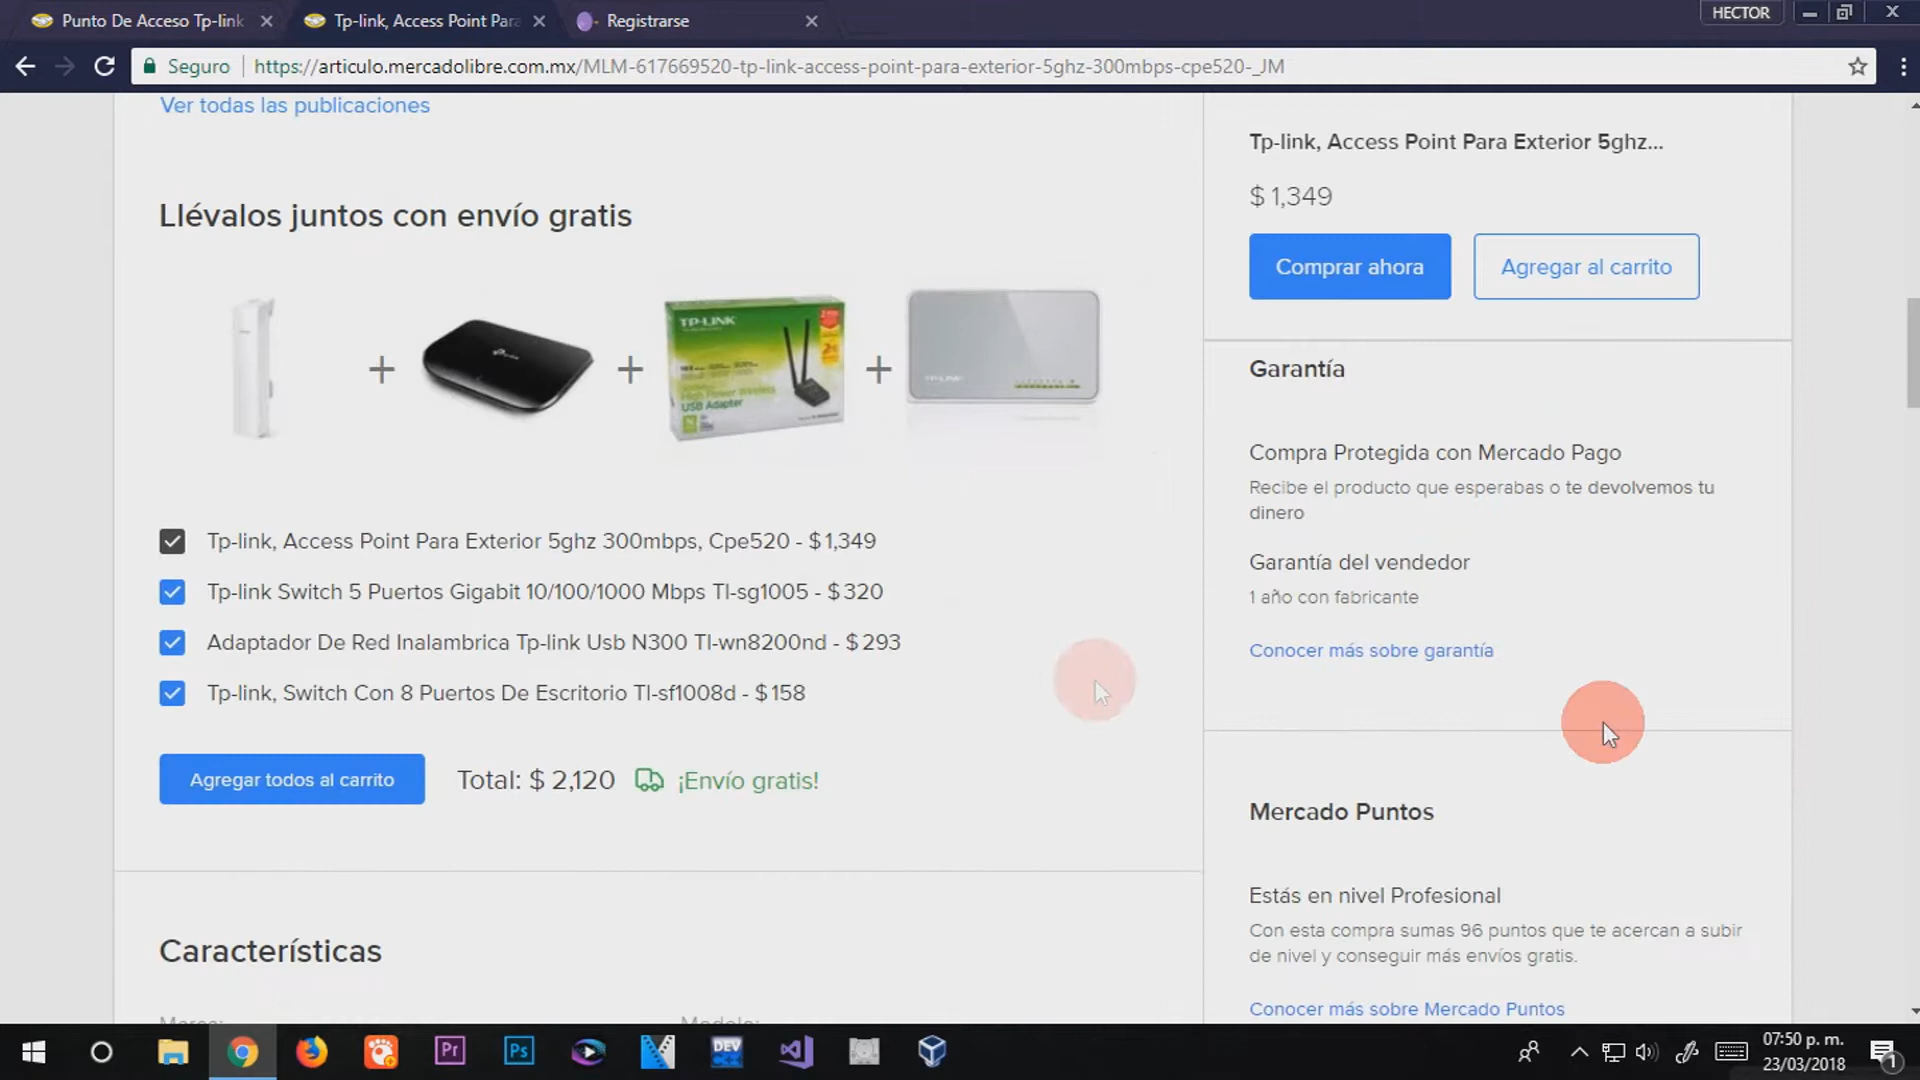 Punto De Acceso Tp-link
Tp-link, Access Point Para
Registrarse
HECTOR
Seguro
https://articulo.mercadolibre.com.mx/MLM-617669520-tp-link-access-point-para-exterior-5ghz-300mbps-cpe520-_JM
Ver todas las publicaciones
Llévalos juntos con envío gratis
TP-LINK
High Power Wireless
USB Adapter
Tp-link, Access Point Para Exterior 5ghz 300mbps, Cpe520 - $ 1,349
Tp-link Switch 5 Puertos Gigabit 10/100/1000 Mbps Tl-sg1005 - $ 320
Adaptador De Red Inalambrica Tp-link Usb N300 Tl-wn8200nd - $ 293
Tp-link, Switch Con 8 Puertos De Escritorio Tl-sf1008d - $ 158
Agregar todos al carrito
Total: $ 2,120
¡Envío gratis!
Características
Tp-link, Access Point Para Exterior 5ghz...
$ 1,349
Comprar ahora
Agregar al carrito
Garantía
Compra Protegida con Mercado Pago
Recibe el producto que esperabas o te devolvemos tu
dinero
Garantía del vendedor
1 año con fabricante
Conocer más sobre garantía
Mercado Puntos
Estás en nivel Profesional
Con esta compra sumas 96 puntos que te acercan a subir
de nivel y conseguir más envíos gratis.
Conocer más sobre Mercado Puntos
Pr
Ps
DEV
07:50 p. m.
23/03/2018
1